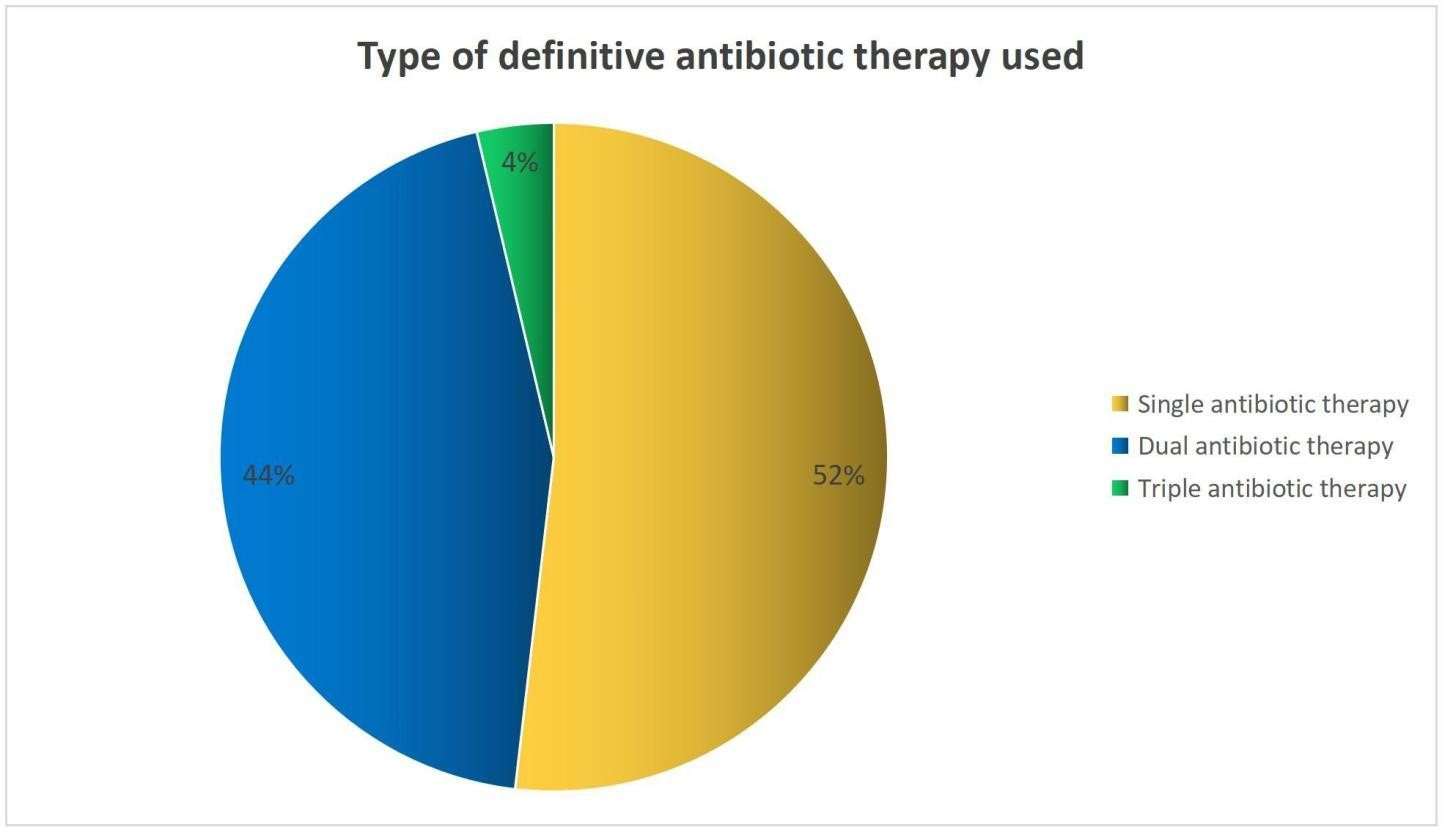 Type of definitive antibiotic therapy used
4%
44%
52%
Single antibiotic therapy
Dual antibiotic therapy
Triple antibiotic therapy